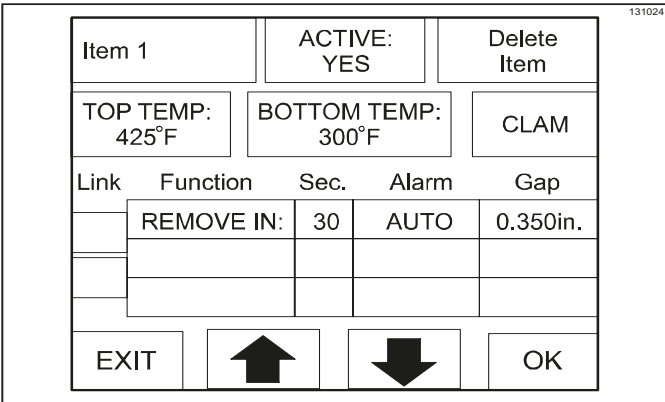 131024
Item 1
ACTIVE:
YES
Delete
Item
TOP TEMP:
425°F
BOTTOM TEMP:
300°F
CLAM
Link Function Sec. Alarm Gap
REMOVE IN: 30 AUTO 0.350in.
EXIT
OK